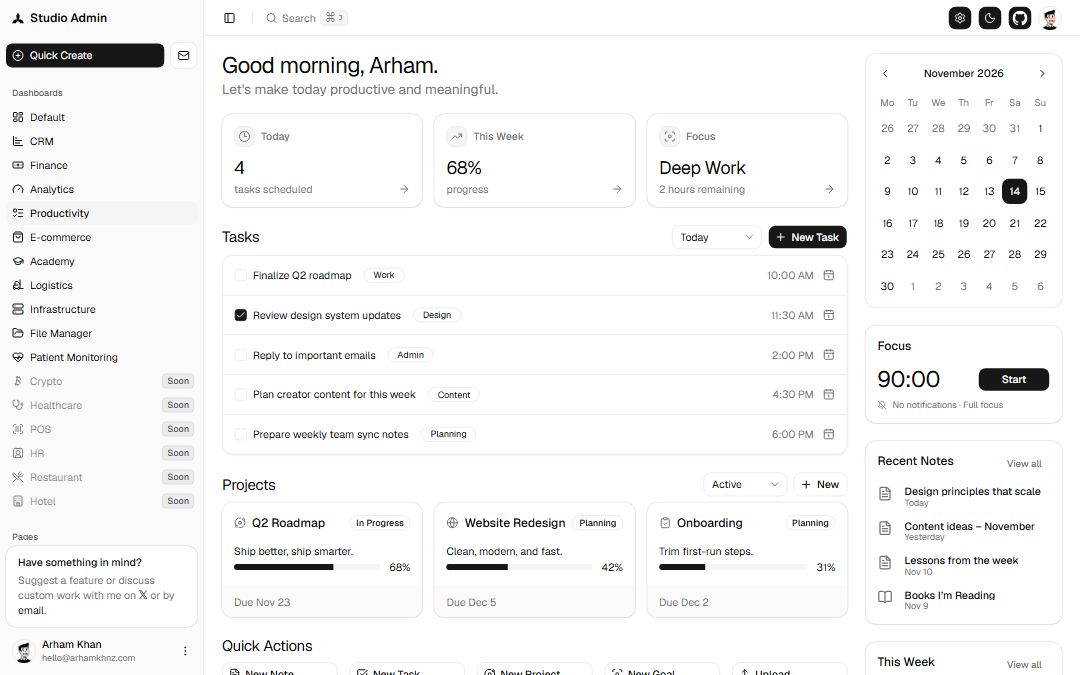 Studio Admin
Quick Create
Dashboards
Default
CRM
Finance
Analytics
Productivity
E-commerce
Academy
Logistics
Infrastructure
File Manager
Patient Monitoring
Crypto Soon
Healthcare Soon
POS Soon
HR Soon
Restaurant Soon
Hotel Soon
Pages
Have something in mind?
Suggest a feature or discuss
custom work with me on 𝕏 or by
email.
Arham Khan
hello@arhamkhnz.com
Search ⌘ J
Good morning, Arham.
Let's make today productive and meaningful.
Today
4
tasks scheduled
This Week
68%
progress
Focus
Deep Work
2 hours remaining
Tasks
Today
New Task
Finalize Q2 roadmap Work 10:00 AM
Review design system updates Design 11:30 AM
Reply to important emails Admin 2:00 PM
Plan creator content for this week Content 4:30 PM
Prepare weekly team sync notes Planning 6:00 PM
Projects
Active
New
Q2 Roadmap In Progress
Ship better, ship smarter.
68%
Due Nov 23
Website Redesign Planning
Clean, modern, and fast.
42%
Due Dec 5
Onboarding Planning
Trim first-run steps.
31%
Due Dec 2
Quick Actions
New Note
New Task
New Project
New Goal
Upload
November 2026
Mo Tu We Th Fr Sa Su
26 27 28 29 30 31 1
2 3 4 5 6 7 8
9 10 11 12 13 14 15
16 17 18 19 20 21 22
23 24 25 26 27 28 29
30 1 2 3 4 5 6
Focus
90:00
Start
No notifications · Full focus
Recent Notes View all
Design principles that scale
Today
Content ideas – November
Yesterday
Lessons from the week
Nov 10
Books I'm Reading
Nov 9
This Week View all